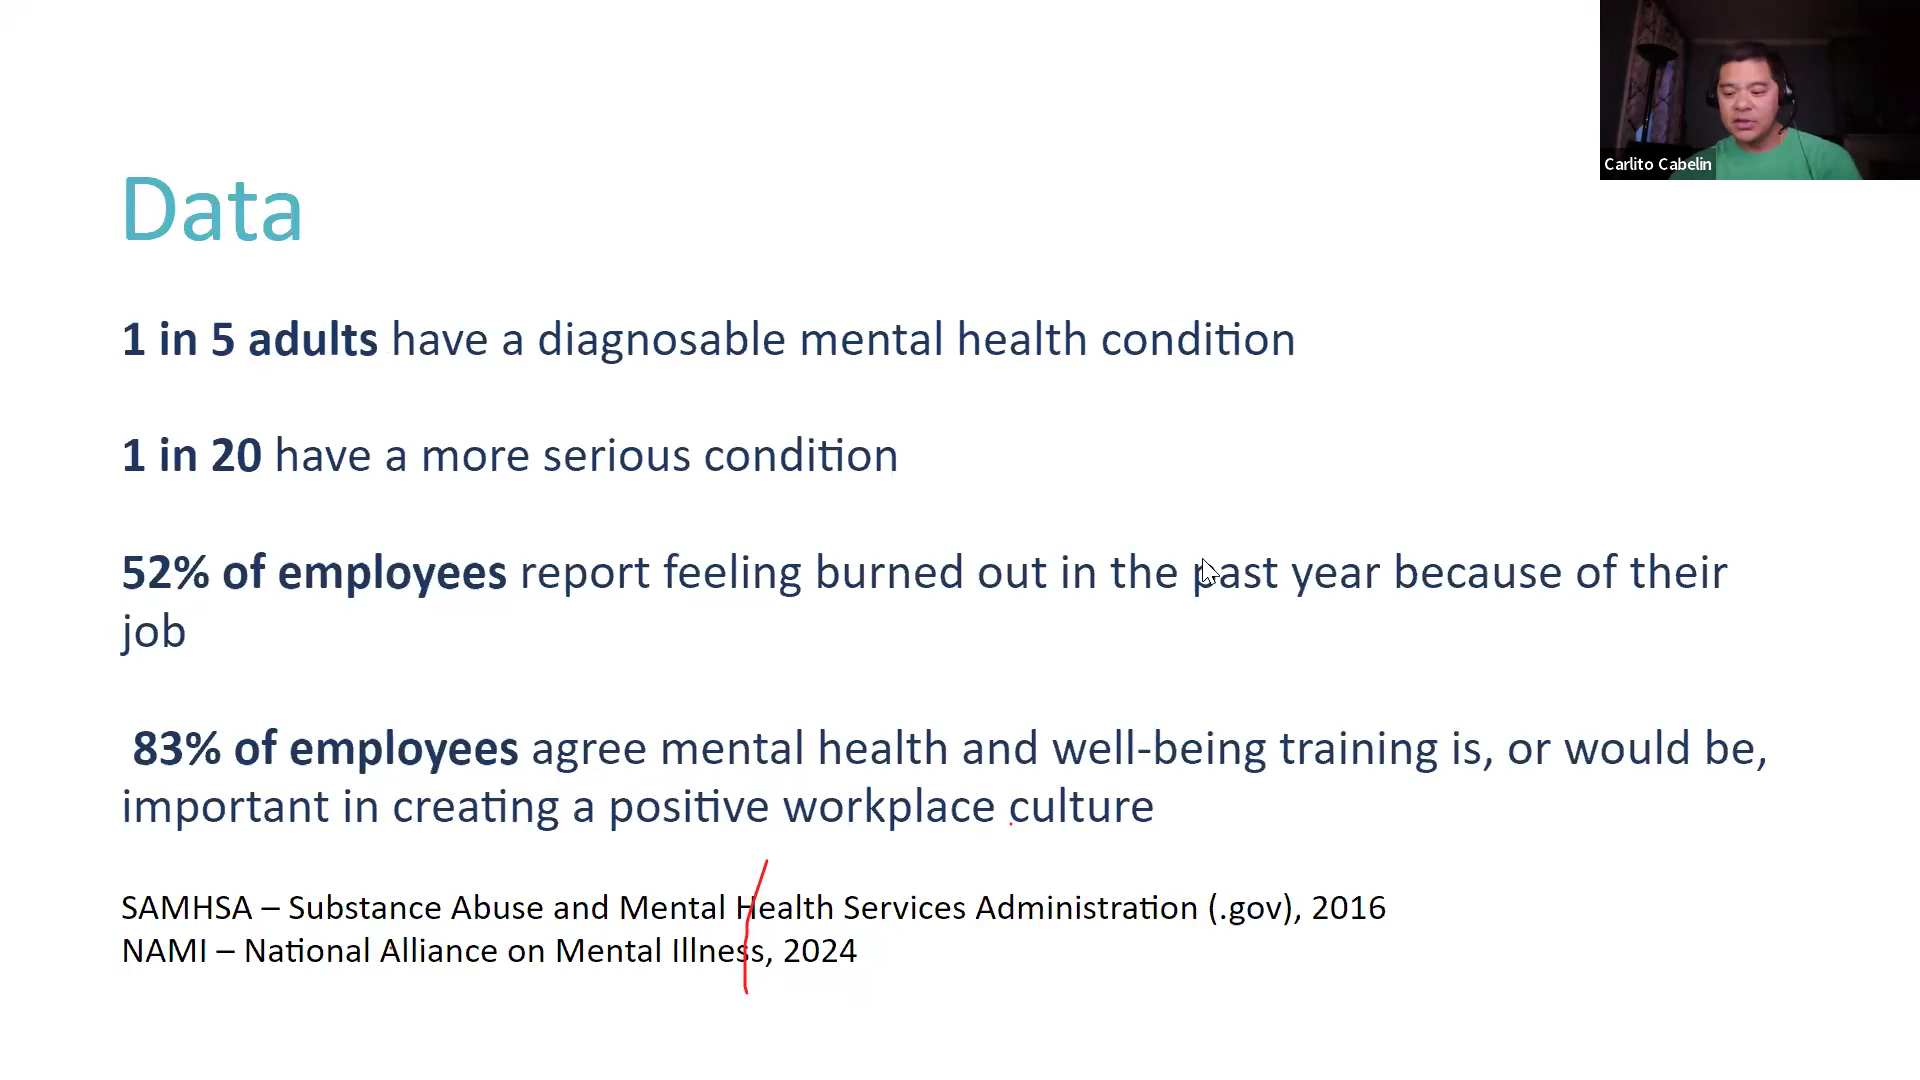 Carlito Cabelin
Data
1 in 5 adults have a diagnosable mental health condition
1 in 20 have a more serious condition
52% of employees report feeling burned out in the past year because of their
job
83% of employees agree mental health and well-being training is, or would be,
important in creating a positive workplace culture
SAMHSA – Substance Abuse and Mental Health Services Administration (.gov), 2016
NAMI – National Alliance on Mental Illness, 2024